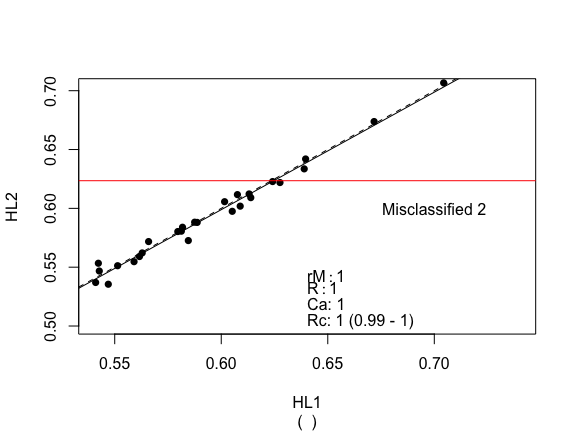 0.70
0.65
0.60
0.55
0.50
HL2
Misclassified 2
rM : 1
R : 1
Ca: 1
Rc: 1 (0.99 - 1)
0.55 0.60 0.65 0.70
HL1
( )